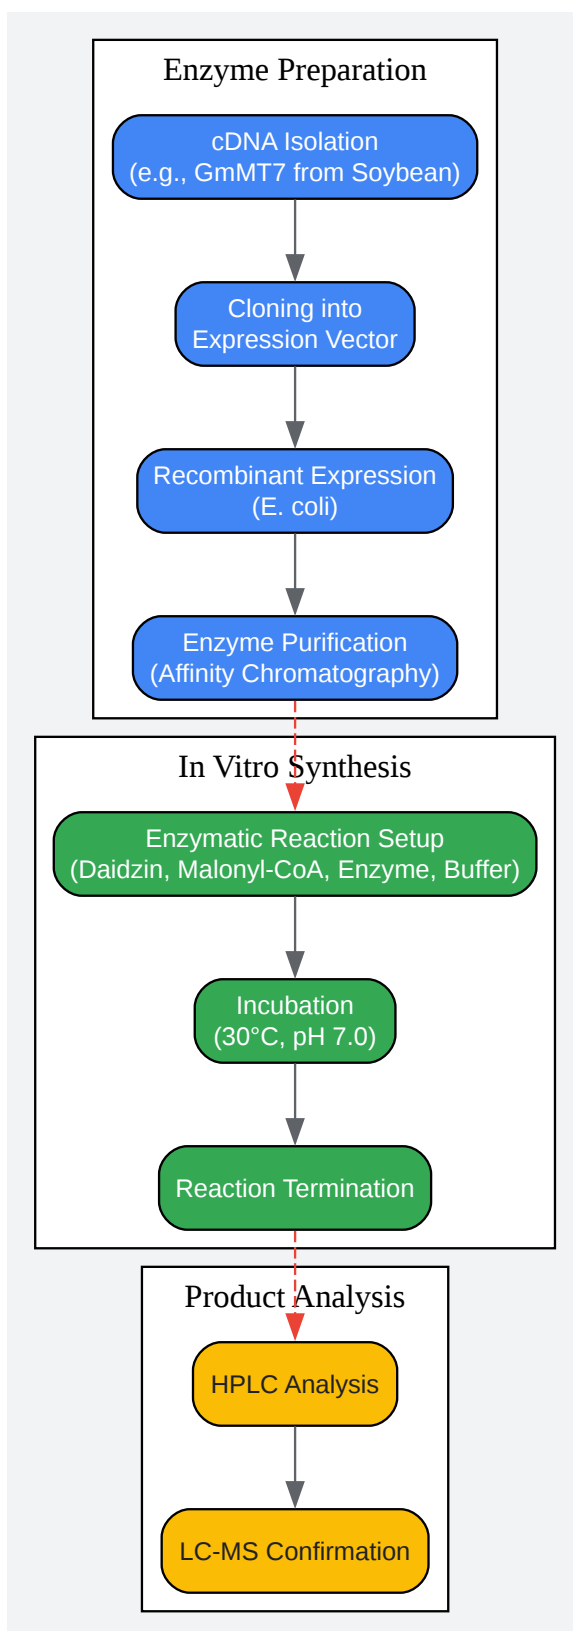 Enzyme Preparation
cDNA Isolation
(e.g., GmMT7 from Soybean)
Cloning into
Expression Vector
Recombinant Expression
(E. coli)
Enzyme Purification
(Affinity Chromatography)
In Vitro Synthesis
Enzymatic Reaction Setup
(Daidzin, Malonyl-CoA, Enzyme, Buffer)
Incubation
(30°C, pH 7.0)
Reaction Termination
Product Analysis
HPLC Analysis
LC-MS Confirmation